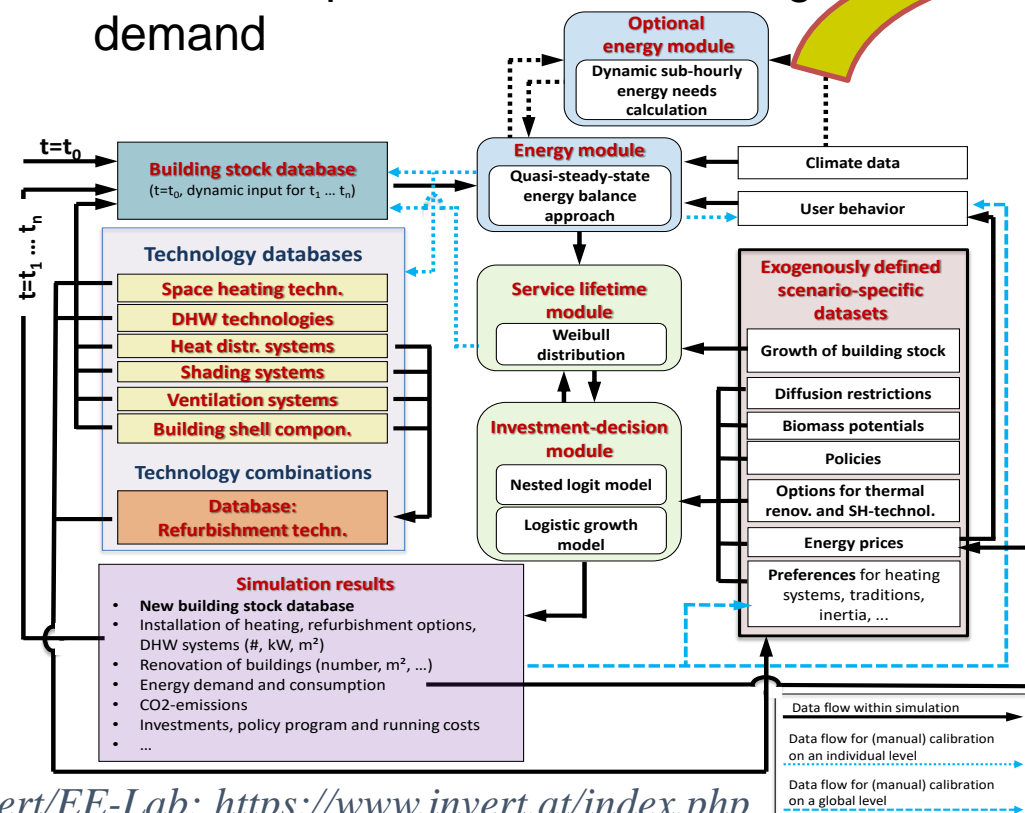 demand
Optional
energy module
Dynamic sub-hourly
energy needs
calculation
t=t0
Building stock database
(t=t0, dynamic input for t1 ... tn)
Energy module
Quasi-steady-state
energy balance
approach
Climate data
User behavior
t=t1 ... tn
Technology databases
Space heating techn.
DHW technologies
Heat distr. systems
Shading systems
Ventilation systems
Building shell compon.
Technology combinations
Database:
Refurbishment techn.
Service lifetime
module
Weibull
distribution
Investment-decision
module
Nested logit model
Logistic growth
model
Exogenously defined
scenario-specific
datasets
Growth of building stock
Diffusion restrictions
Biomass potentials
Policies
Options for thermal
renov. and SH-technol.
Energy prices
Preferences for heating
systems, traditions,
inertia, ...
Simulation results
• New building stock database
• Installation of heating, refurbishment options,
DHW systems (#, kW, m²)
• Renovation of buildings (number, m², ...)
• Energy demand and consumption
• CO2-emissions
• Investments, policy program and running costs
• ...
Data flow within simulation
Data flow for (manual) calibration
on an individual level
Data flow for (manual) calibration
on a global level
ert/EE-Lab: https://www.invert.at/index.php